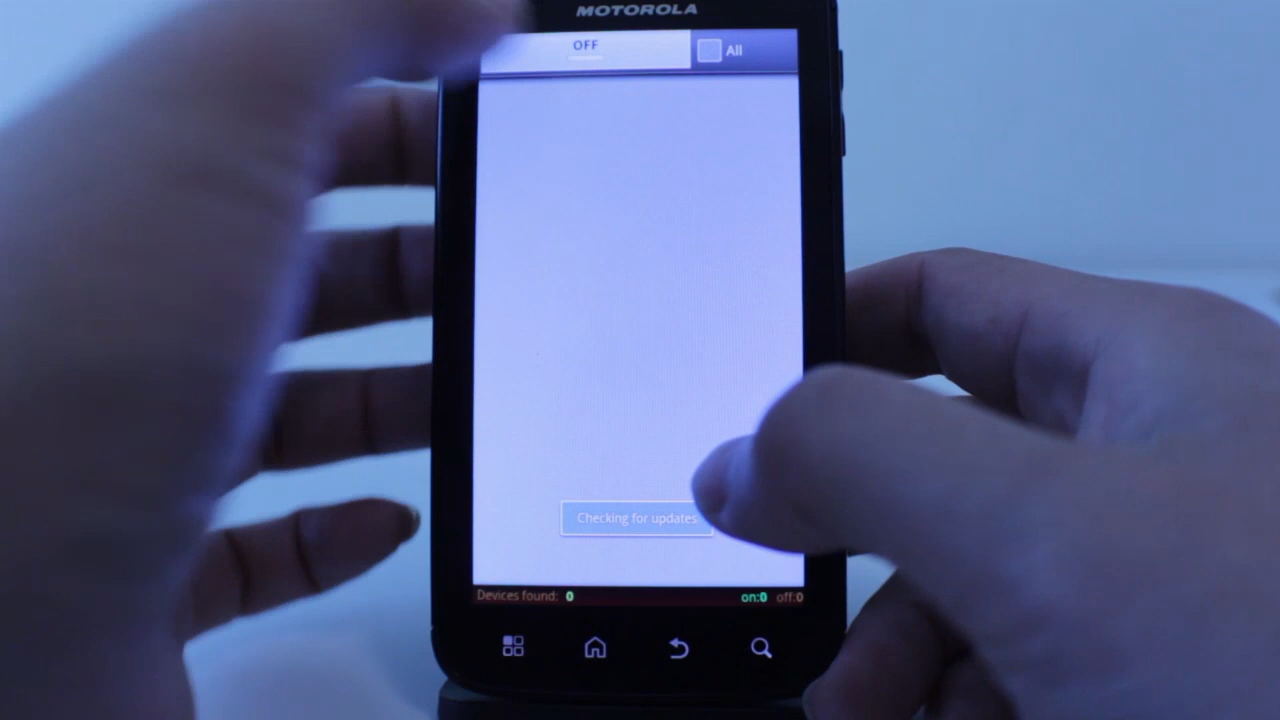 MOTOROLA
OFF
All
Checking for updates
Devices found: 0 on:0 off:0